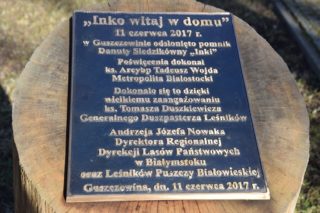 „Inko witaj w domu”
11 czerwca 2017 r.
w Guszczewinie odsłonięto pomnik
Danuty Siedzikówny „Inki”
Poświęcenia dokonał
ks. Arcybp Tadeusz Wojda
Metropolita Białostocki
Dokonało się to dzięki
wielkiemu zaangażowaniu
ks. Tomasza Duszkiewicza
Generalnego Duszpasterza Leśników
Andrzeja Józefa Nowaka
Dyrektora Regionalnej
Dyrekcji Lasów Państwowych
w Białymstoku
oraz Leśników Puszczy Białowieskiej
Guszczewina, dn. 11 czerwca 2017 r.